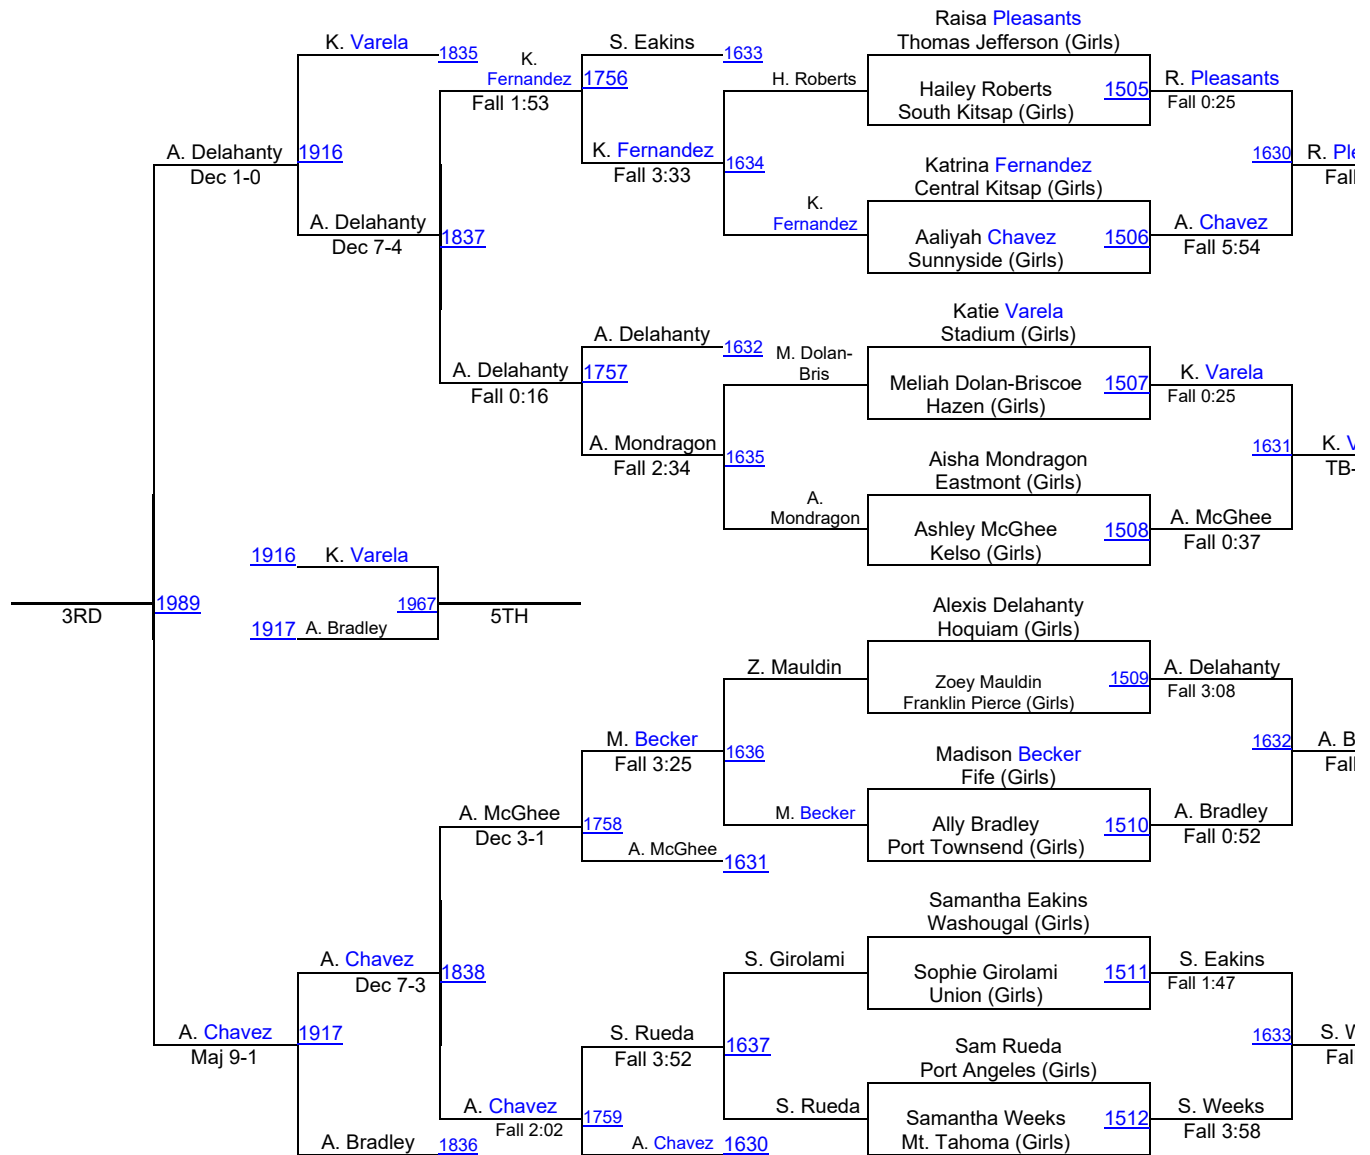 Raisa Pleasants
K. Varela
1835
K.
Fernandez
1756
Fall 1:53
S. Eakins
1633
Thomas Jefferson (Girls)
H. Roberts
Hailey Roberts
1505
South Kitsap (Girls)
R. Pleasants
Fall 0:25
A. Delahanty
1916
Dec 1-0
K. Fernandez
1634
Fall 3:33
Katrina Fernandez
Central Kitsap (Girls)
1630
R. Ple
Fall
A. Delahanty
Dec 7-4
1837
K.
Fernandez
Aaliyah Chavez
1506
Sunnyside (Girls)
A. Chavez
Fall 5:54
Katie Varela
Stadium (Girls)
A. Delahanty
1632
M. Dolan-
Bris
A. Delahanty
1757
Fall 0:16
Meliah Dolan-Briscoe
1507
Hazen (Girls)
K. Varela
Fall 0:25
A. Mondragon
1635
Fall 2:34
Aisha Mondragon
Eastmont (Girls)
1631
K. V
TB-
A.
Mondragon
Ashley McGhee
1508
Kelso (Girls)
A. McGhee
Fall 0:37
1916
K. Varela
3RD
1989
1967
5TH
1917
A. Bradley
Alexis Delahanty
Hoquiam (Girls)
Z. Mauldin
Zoey Mauldin
1509
Franklin Pierce (Girls)
A. Delahanty
Fall 3:08
M. Becker
1636
Fall 3:25
Madison Becker
Fife (Girls)
1632
A. B
Fall
A. McGhee
1758
Dec 3-1
M. Becker
A. McGhee
1631
Ally Bradley
1510
Port Townsend (Girls)
A. Bradley
Fall 0:52
Samantha Eakins
Washougal (Girls)
A. Chavez
1838
Dec 7-3
S. Girolami
Sophie Girolami
1511
Union (Girls)
S. Eakins
Fall 1:47
A. Chavez
1917
Maj 9-1
S. Rueda
1637
Fall 3:52
Sam Rueda
Port Angeles (Girls)
1633
S. W
Fal
A. Chavez
1759
Fall 2:02
S. Rueda
Samantha Weeks
1512
Mt. Tahoma (Girls)
S. Weeks
Fall 3:58
A. Bradley
1836
A. Chavez
1630